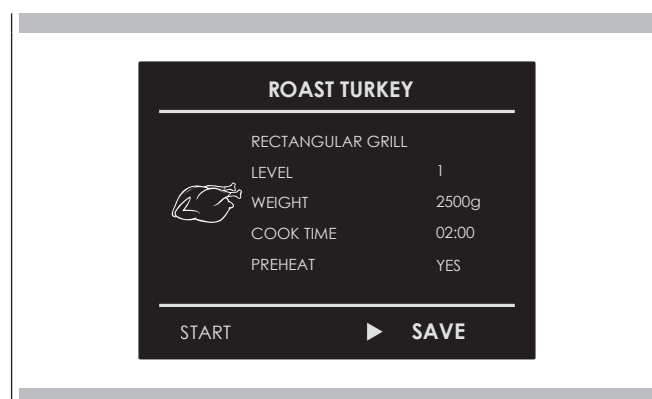 ROAST TURKEY
RECTANGULAR GRILL
LEVEL 1
WEIGHT 2500g
COOK TIME 02:00
PREHEAT YES
START ▶ SAVE